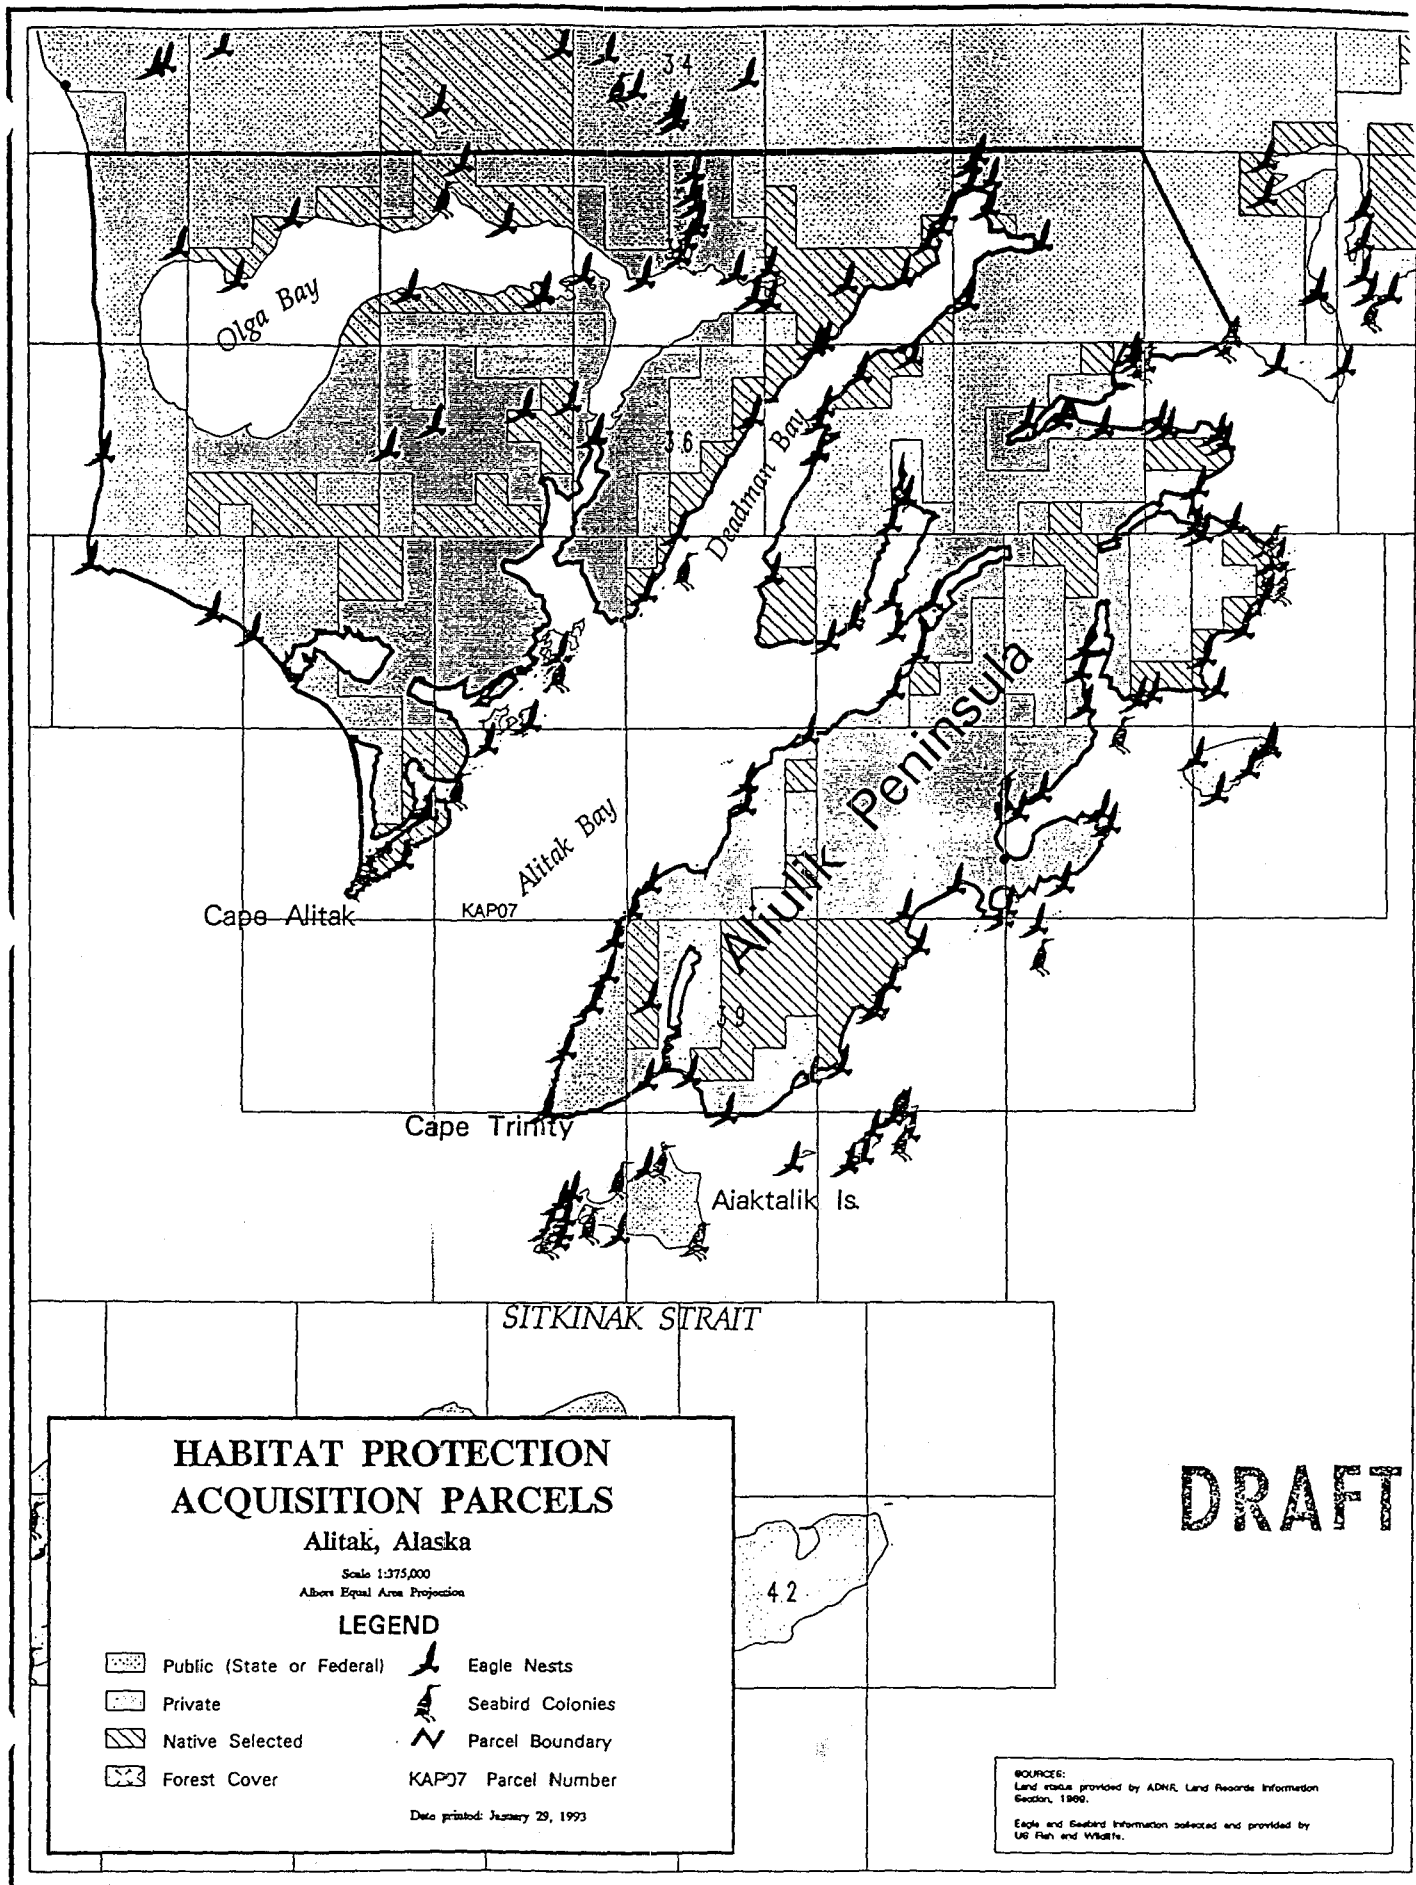 34
Olga Bay
36
Deadman Bay
Aliulik Peninsula
Alitak Bay
Cape Alitak
KAP07
39
Cape Trinity
Aiaktalik Is.
SITKINAK STRAIT
HABITAT PROTECTION
ACQUISITION PARCELS
Alitak, Alaska
Scale 1:375,000
Albers Equal Area Projection
LEGEND
Public (State or Federal)
Eagle Nests
Private
Seabird Colonies
Native Selected
Parcel Boundary
Forest Cover
KAP07 Parcel Number
Date printed: January 29, 1993
42
DRAFT
SOURCES:
Land status provided by ADNR, Land Records Information
Section, 1989.
Eagle and Seabird Information collected and provided by
US Fish and Wildlife.